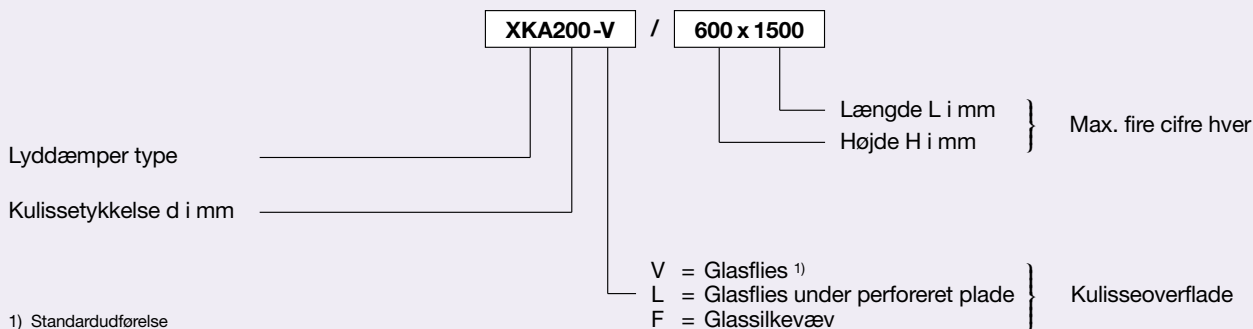 XKA200-V / 600 x 1500
Længde L i mm
Højde H i mm
Max. fire cifre hver
Lyddæmper type
Kulissetykkelse d i mm
V = Glasflies 1)
L = Glasflies under perforeret plade
F = Glassilkevæv
Kulisseoverflade
1) Standardudførelse